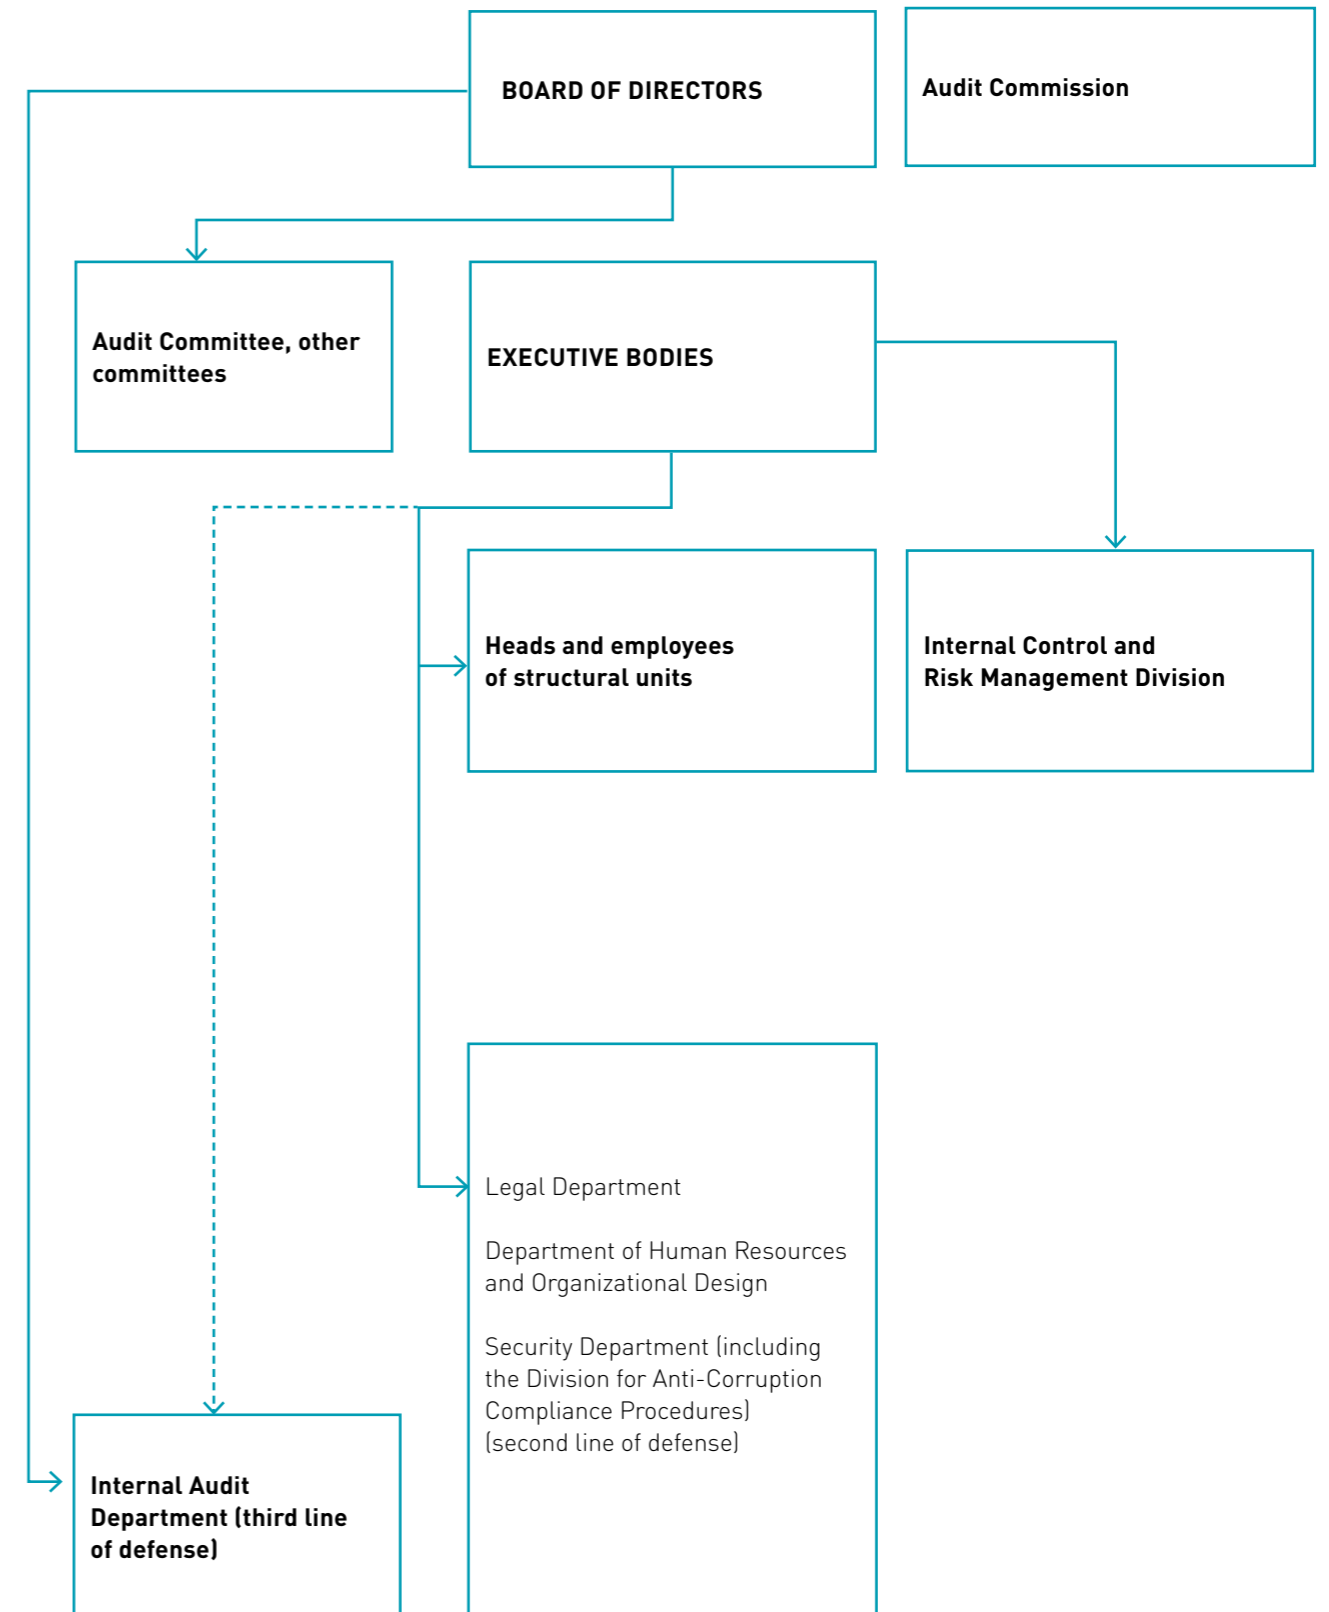 BOARD OF DIRECTORS
Audit Commission
Audit Committee, other
committees
EXECUTIVE BODIES
Heads and employees
of structural units
Internal Control and
Risk Management Division
Legal Department
Department of Human Resources
and Organizational Design
Security Department (including
the Division for Anti-Corruption
Compliance Procedures)
(second line of defense)
Internal Audit
Department (third line
of defense)